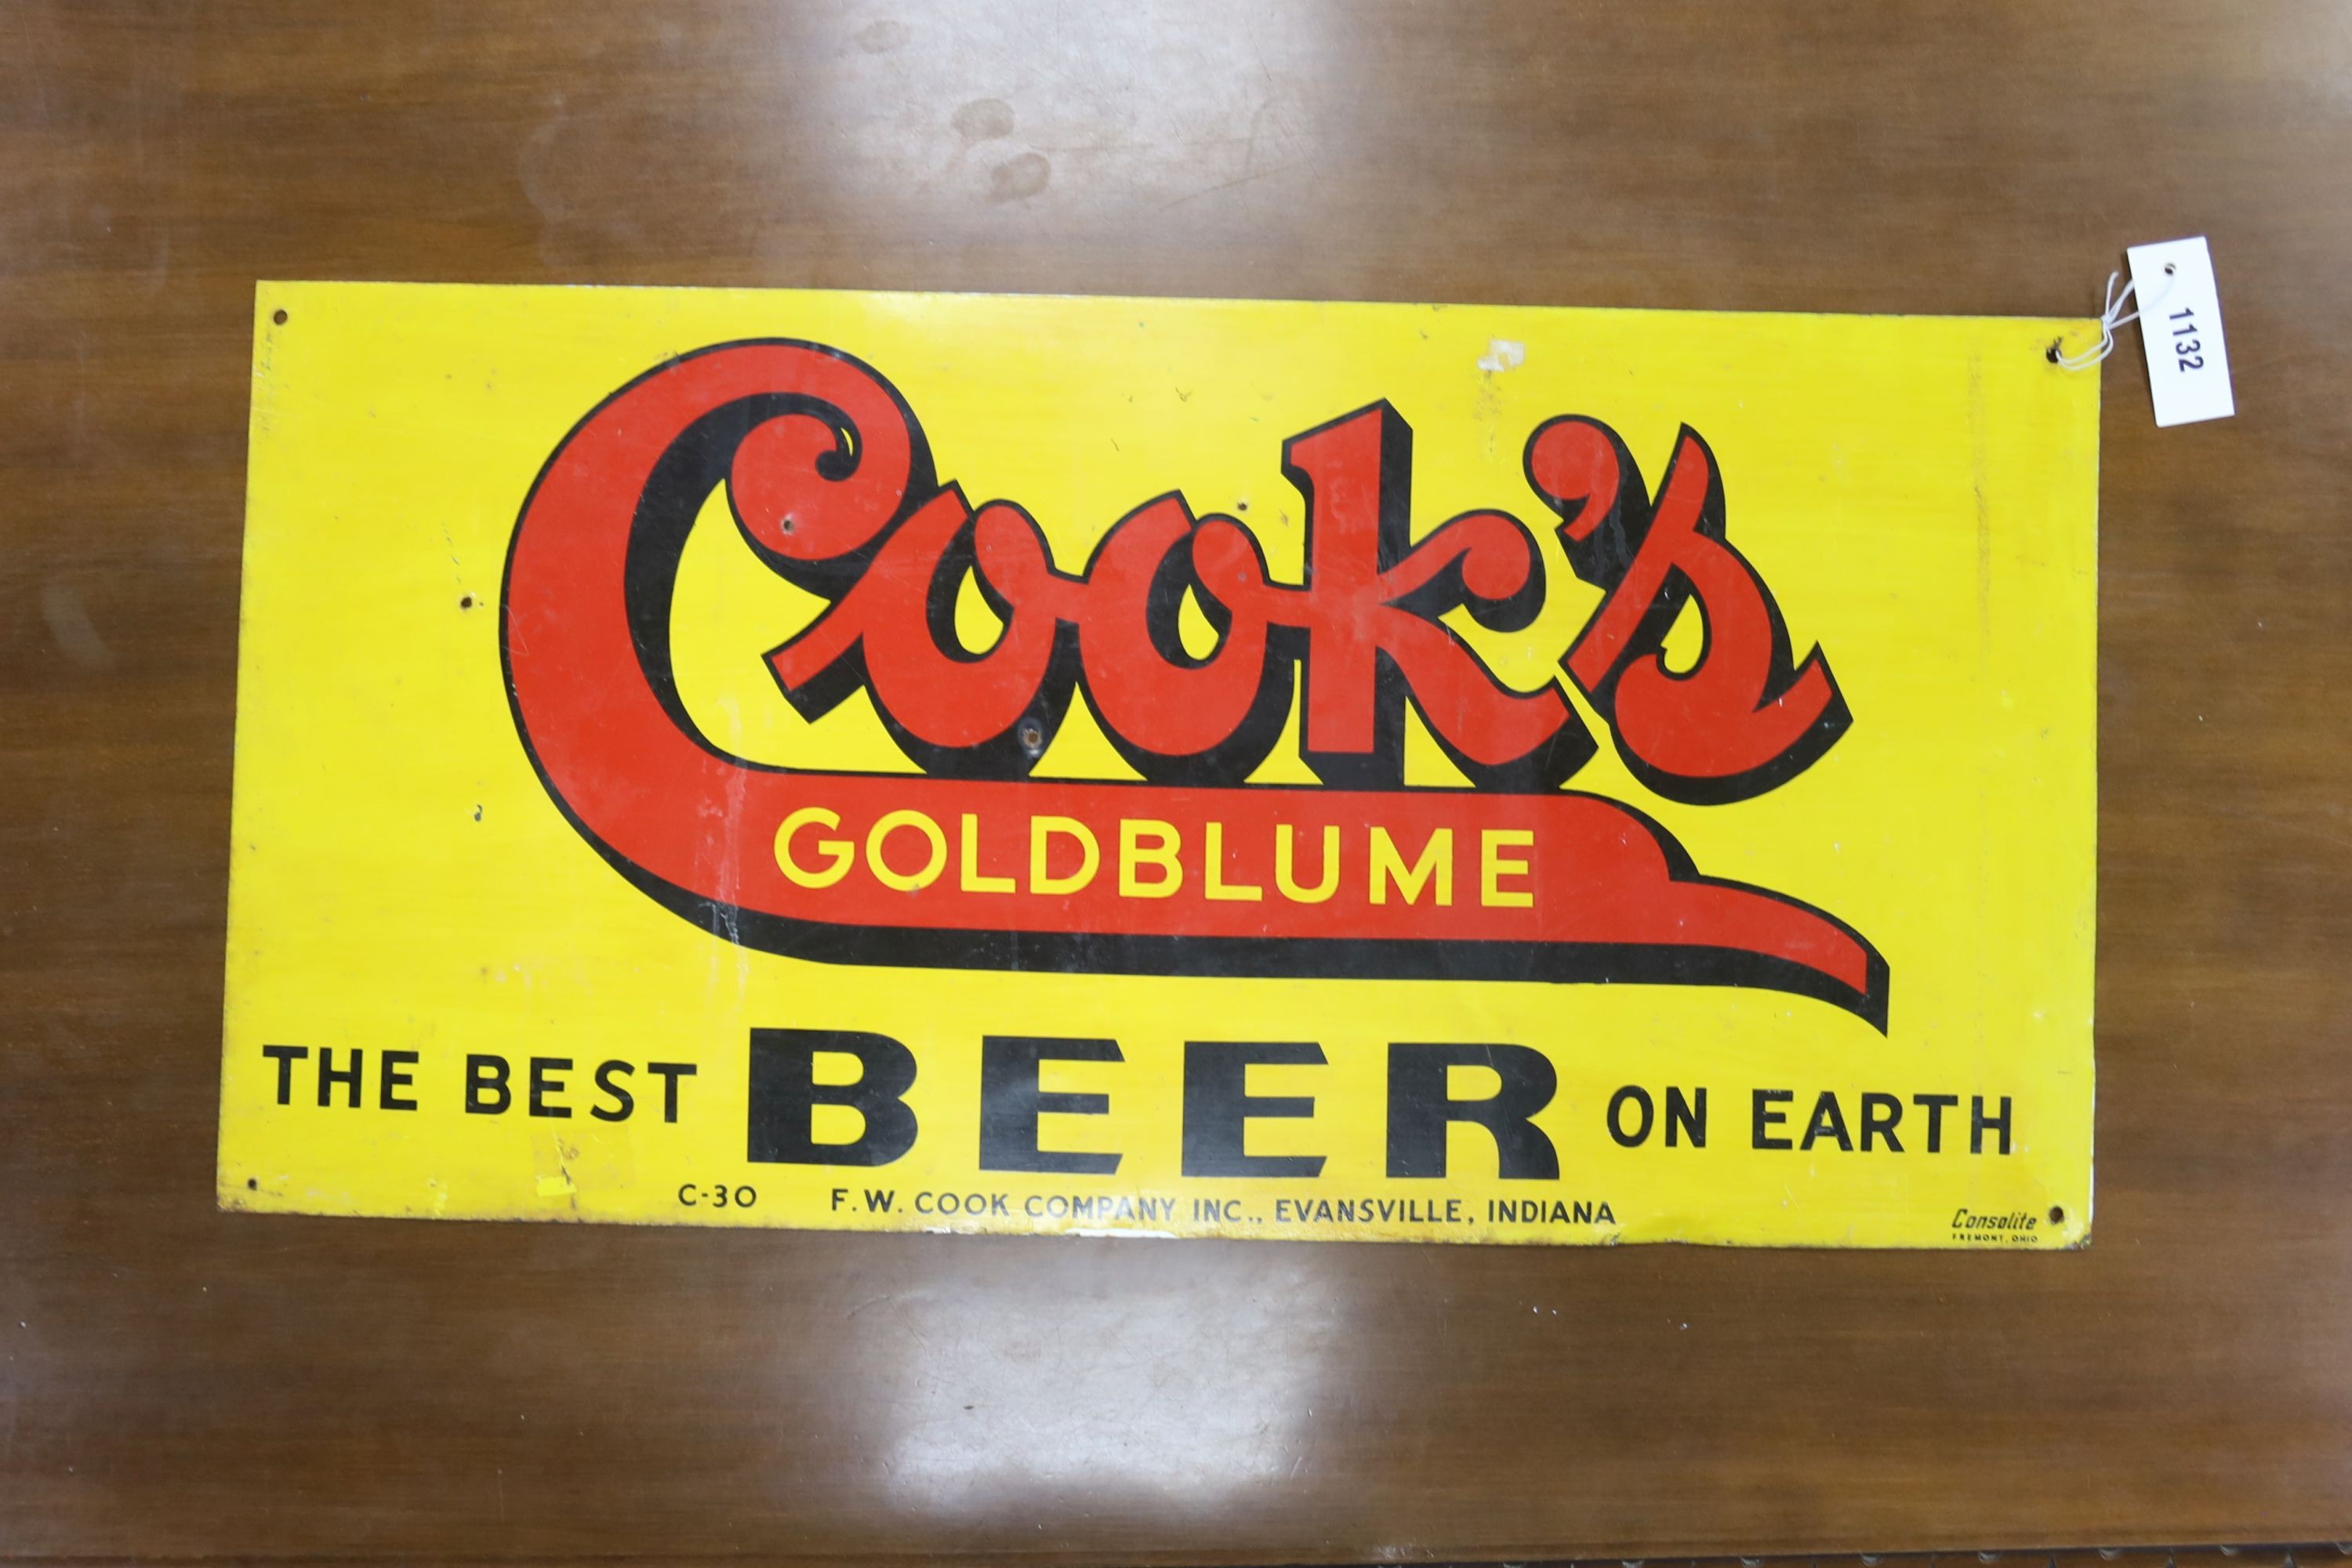 Cook's
GOLDBLUME
THE BEST BEER ON EARTH
C-30 F.W. COOK COMPANY INC., EVANSVILLE, INDIANA
Consolite
FREMONT, OHIO
1132